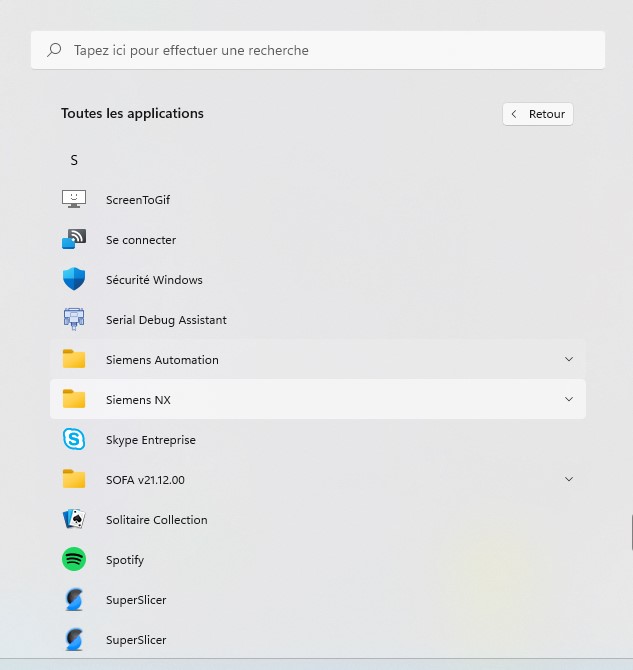 Tapez ici pour effectuer une recherche
Toutes les applications
Retour
S
ScreenToGif
Se connecter
Sécurité Windows
Serial Debug Assistant
Siemens Automation
Siemens NX
Skype Entreprise
SOFA v21.12.00
Solitaire Collection
Spotify
SuperSlicer
SuperSlicer